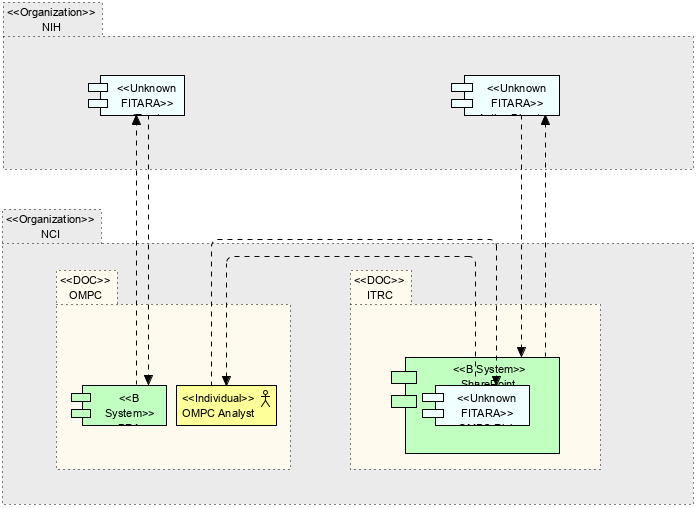 <<Organization>>
NIH
<<Unknown
FITARA>>
<<Unknown
FITARA>>
<<Organization>>
NCI
<<DOC>>
OMPC
<<DOC>>
ITRC
<<B System>>
SharePoint
<<B
System>>
<<Individual>>
OMPC Analyst
<<Unknown
FITARA>>